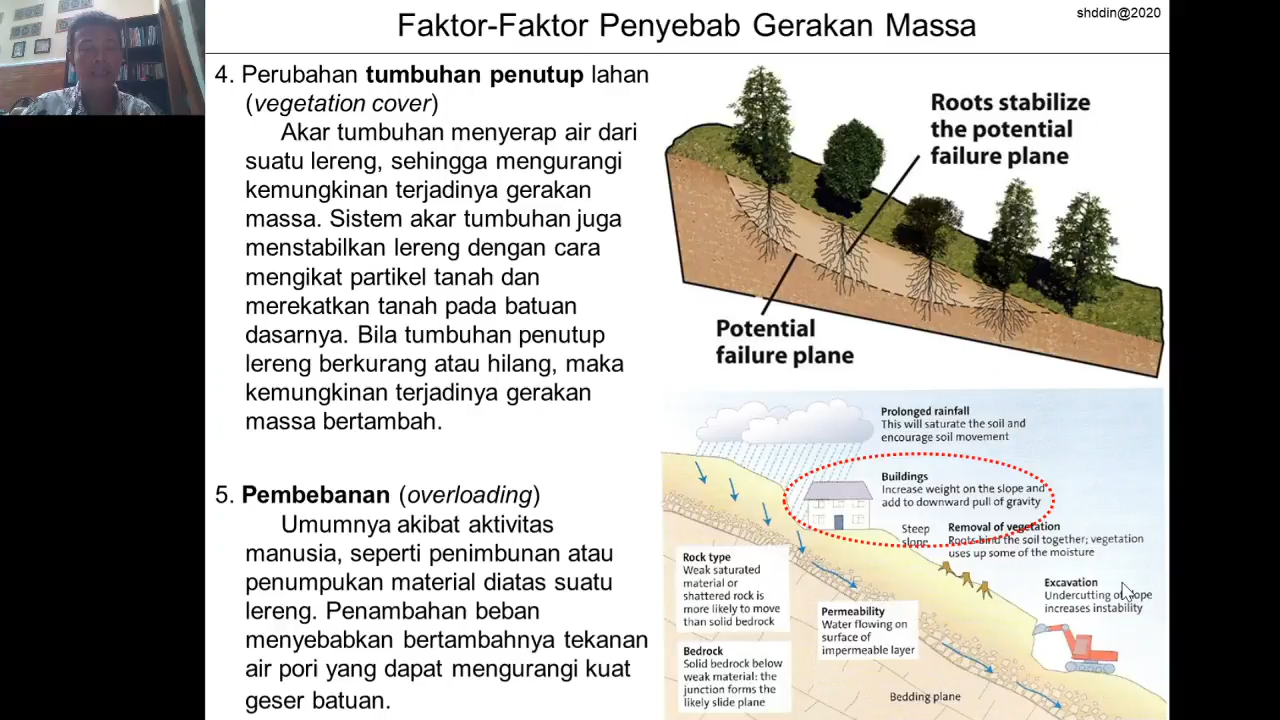 Faktor-Faktor Penyebab Gerakan Massa
shddin@2020
4. Perubahan tumbuhan penutup lahan
(vegetation cover)
Akar tumbuhan menyerap air dari
suatu lereng, sehingga mengurangi
kemungkinan terjadinya gerakan
massa. Sistem akar tumbuhan juga
menstabilkan lereng dengan cara
mengikat partikel tanah dan
merekatkan tanah pada batuan
dasarnya. Bila tumbuhan penutup
lereng berkurang atau hilang, maka
kemungkinan terjadinya gerakan
massa bertambah.
5. Pembebanan (overloading)
Umumnya akibat aktivitas
manusia, seperti penimbunan atau
penumpukan material diatas suatu
lereng. Penambahan beban
menyebabkan bertambahnya tekanan
air pori yang dapat mengurangi kuat
geser batuan.
Roots stabilize
the potential
failure plane
Potential
failure plane
Prolonged rainfall
This will saturate the soil and
encourage soil movement
Buildings
Increase weight on the slope and
add to downward pull of gravity
Steep
slope
Removal of vegetation
Roots bind the soil together; vegetation
uses up some of the moisture
Rock type
Weak saturated
material or
shattered rock is
more likely to move
than solid bedrock
Excavation
Undercutting of slope
increases instability
Permeability
Water flowing on
surface of
impermeable layer
Bedrock
Solid bedrock below
weak material: the
junction forms the
likely slide plane
Bedding plane